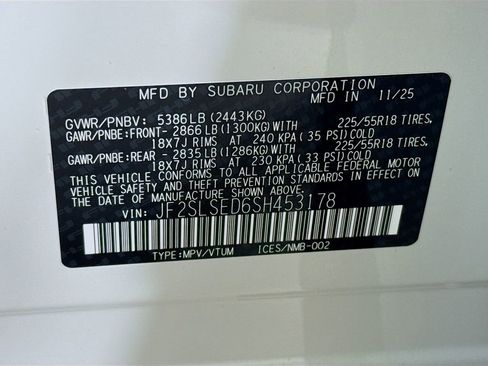 MFD BY SUBARU CORPORATION
MFD IN 11/25
GVWR/PNBV: 5386LB(2443KG)
GAWR/PNBE:FRONT- 2866LB(1300KG)WITH 225/55R18 TIRES.
18X7J RIMS AT 240 KPA(35 PSI)COLD
GAWR/PNBE:REAR - 2835LB(1286KG)WITH 225/55R18 TIRES.
18X7J RIMS AT 230 KPA(33 PSI)COLD
THIS VEHICLE CONFORMS TO ALL APPLICABLE FEDERAL MOTOR
VEHICLE SAFETY AND THEFT PREVENTION STANDARDS IN EFFECT
ON THE DATE OF MANUFACTURE SHOWN ABOVE.
VIN: JF2SLSED6SH453178
TYPE:MPV/VTUM ICES/NMB-002